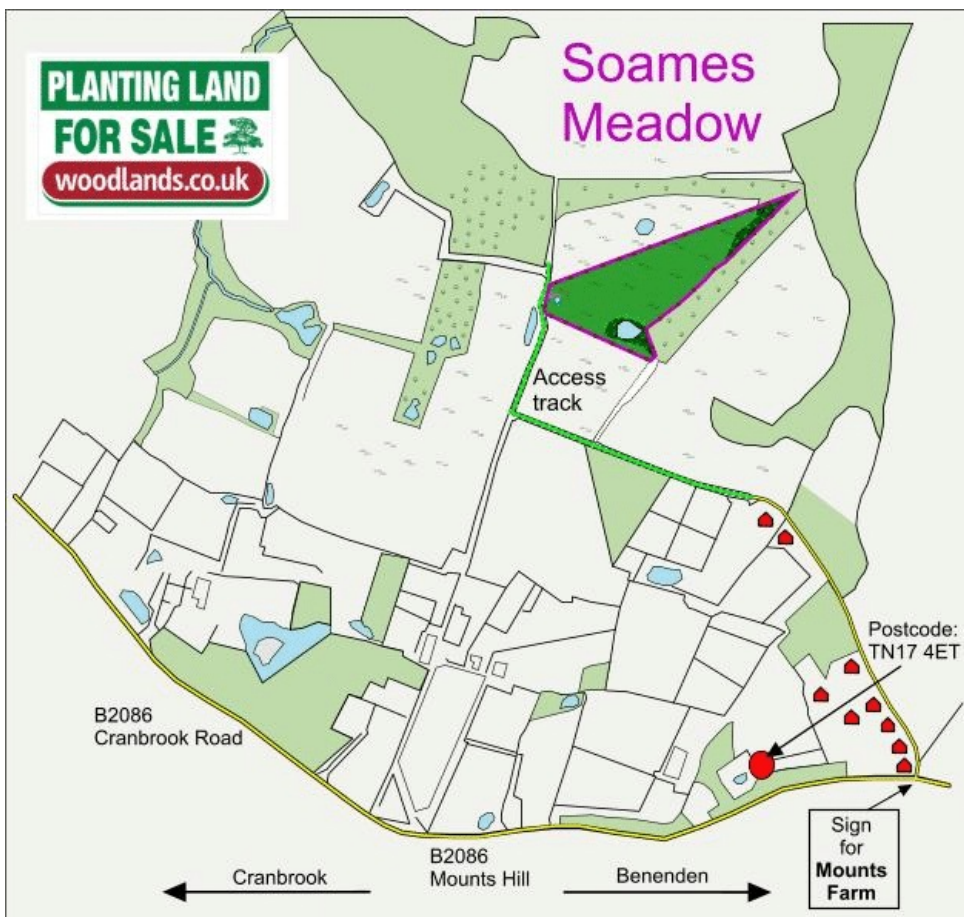 PLANTING LAND
FOR SALE
woodlands.co.uk
Soames
Meadow
Access
track
Postcode:
TN17 4ET
B2086
Cranbrook Road
B2086
Mounts Hill
Sign
for
Mounts
Farm
Cranbrook
Benenden